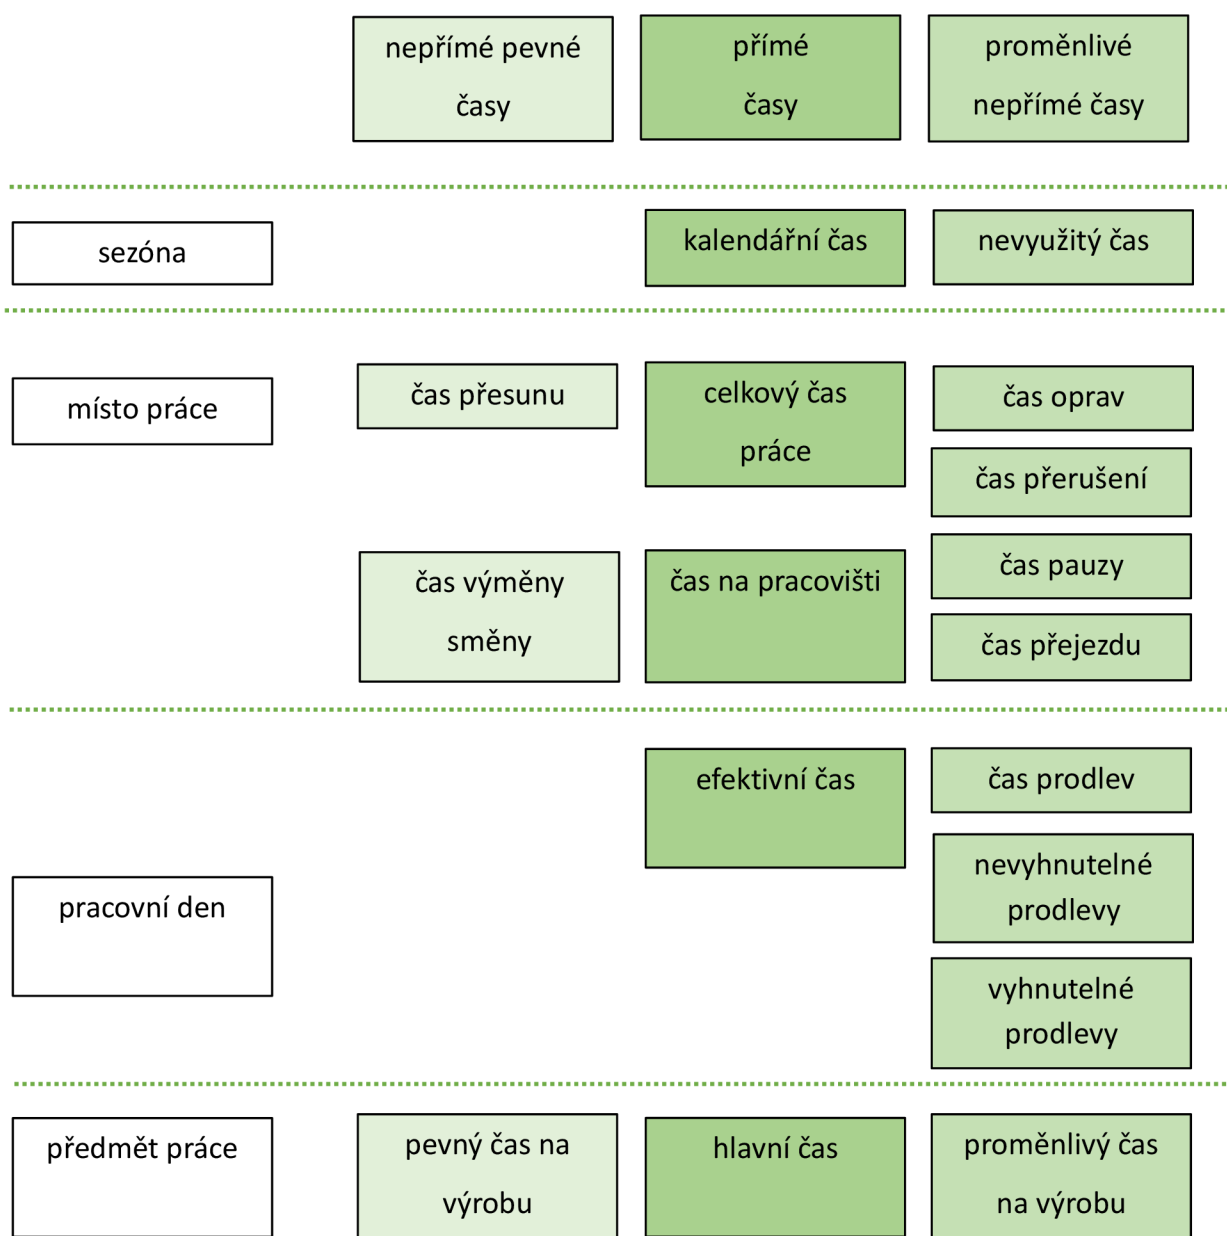 nepřímé pevné
časy
přímé
časy
proměnlivé
nepřímé časy
sezóna
kalendářní čas
nevyužitý čas
místo práce
čas přesunu
celkový čas
práce
čas oprav
čas přerušení
čas výměny
směny
čas na pracovišti
čas pauzy
čas přejezdu
pracovní den
efektivní čas
čas prodlev
nevyhnutelné
prodlevy
vyhnutelné
prodlevy
předmět práce
pevný čas na
výrobu
hlavní čas
proměnlivý čas
na výrobu